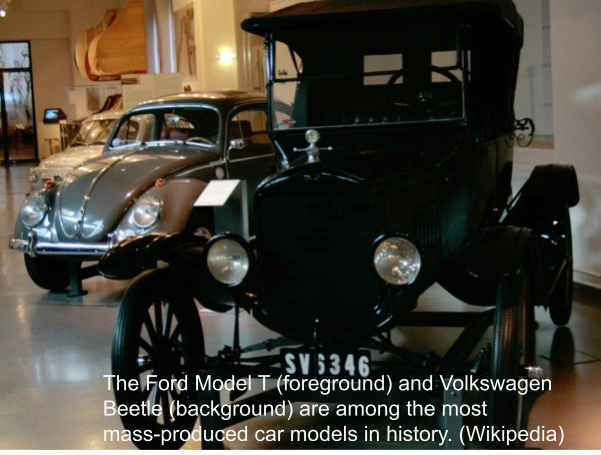 SV6346
The Ford Model T (foreground) and Volkswagen
Beetle (background) are among the most
mass-produced car models in history. (Wikipedia)